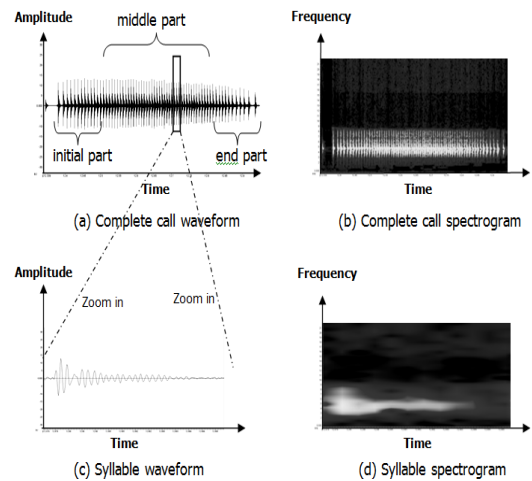 Amplitude
middle part
initial part
end part
Time
(a) Complete call waveform
Frequency
Time
(b) Complete call spectrogram
Amplitude
Zoom in
Zoom in
Time
(c) Syllable waveform
Frequency
Time
(d) Syllable spectrogram